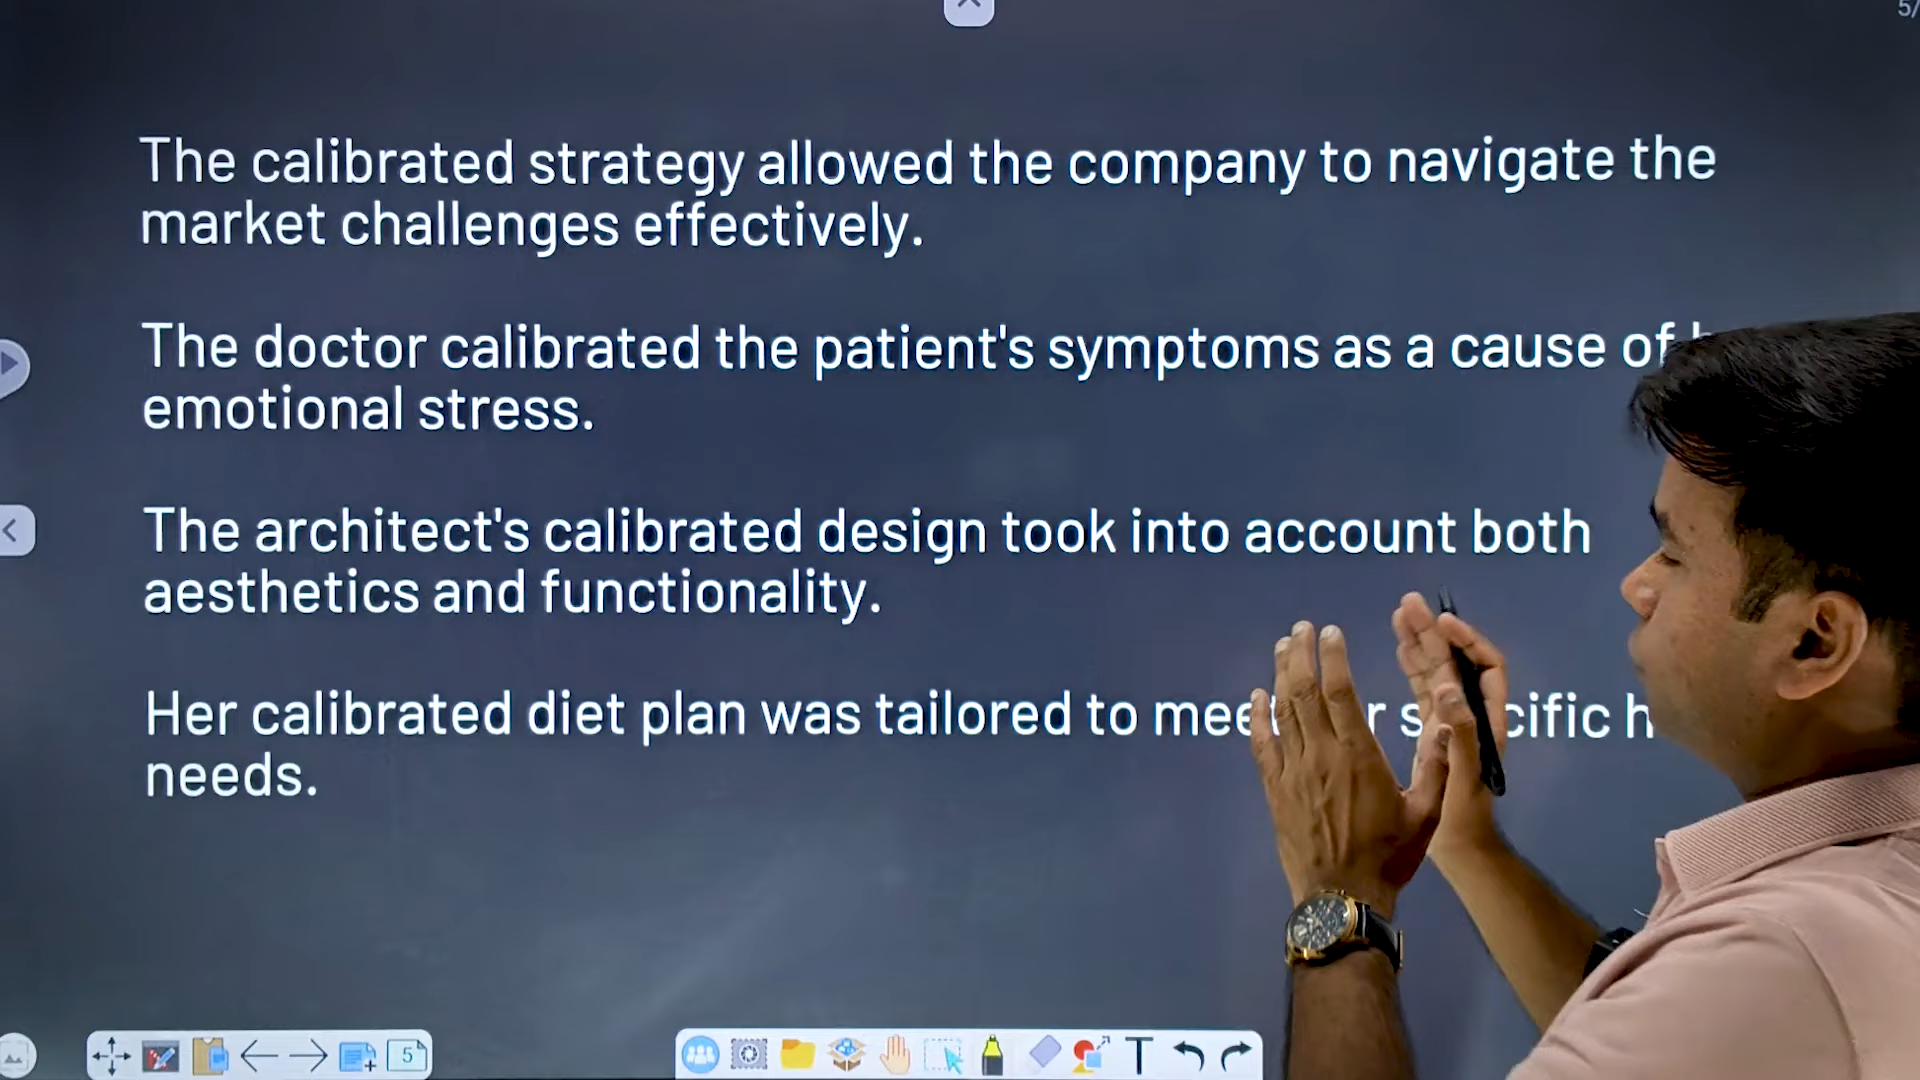 5/
The calibrated strategy allowed the company to navigate the
market challenges effectively.
The doctor calibrated the patient's symptoms as a cause of
emotional stress.
The architect's calibrated design took into account both
aesthetics and functionality.
Her calibrated diet plan was tailored to
needs.
5
T